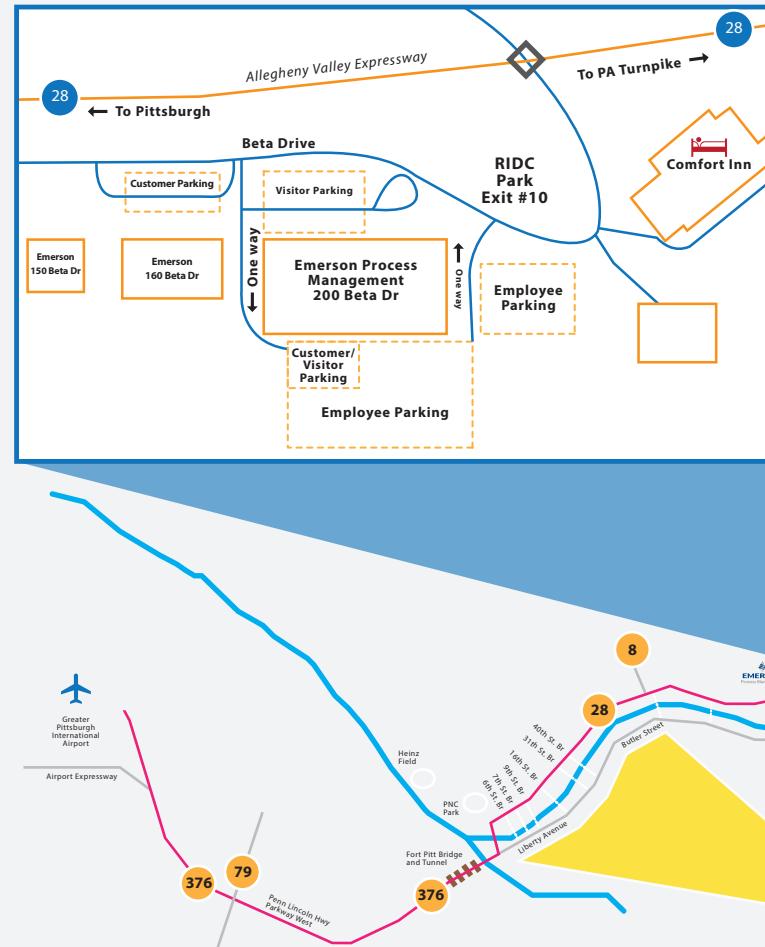 28
Allegheny Valley Expressway
To PA Turnpike
28
To Pittsburgh
Beta Drive
RIDC
Park
Exit #10
Comfort Inn
Customer Parking
Visitor Parking
One way
One way
Emerson
150 Beta Dr
Emerson
160 Beta Dr
Emerson Process
Management
200 Beta Dr
Employee
Parking
Customer/
Visitor
Parking
Employee Parking
8
EMER
28
Greater
Pittsburgh
International
Airport
Airport Expressway
Heinz
Field
PNC
Park
40th St. Br
31th St. Br
16th St. Br
9th St. Br
7th St. Br
6th St. Br
Butler Street
Liberty Avenue
Fort Pitt Bridge
and Tunnel
376
79
376
Penn Lincoln Hwy
Parkway West